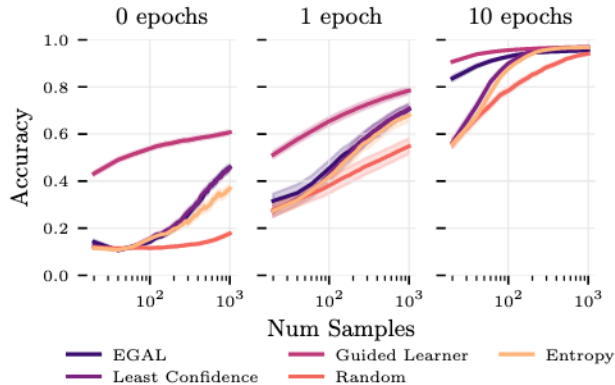 0 epochs 1 epoch 10 epochs
1.0
0.8
0.6
0.4
0.2
0.0
Accuracy
10² 10³ 10² 10³ 10² 10³
Num Samples
EGAL Guided Learner Entropy
Least Confidence Random